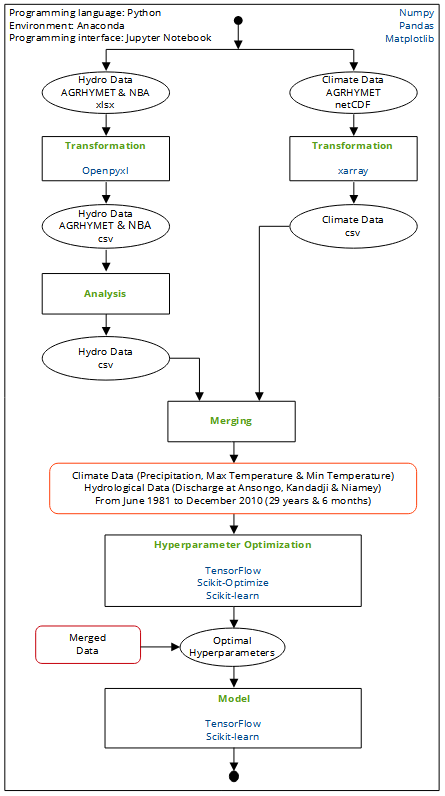 Programming language: Python
Environment: Anaconda
Programming interface: Jupyter Notebook
Numpy
Pandas
Matplotlib
Hydro Data
AGRHYMET & NBA
xlsx
Climate Data
AGRHYMET
netCDF
Transformation
Openpyxl
Transformation
xarray
Hydro Data
AGRHYMET & NBA
csv
Climate Data
csv
Analysis
Hydro Data
csv
Merging
Climate Data (Precipitation, Max Temperature & Min Temperature)
Hydrological Data (Discharge at Ansongo, Kandadji & Niamey)
From June 1981 to December 2010 (29 years & 6 months)
Hyperparameter Optimization
TensorFlow
Scikit-Optimize
Scikit-learn
Merged
Data
Optimal
Hyperparameters
Model
TensorFlow
Scikit-learn